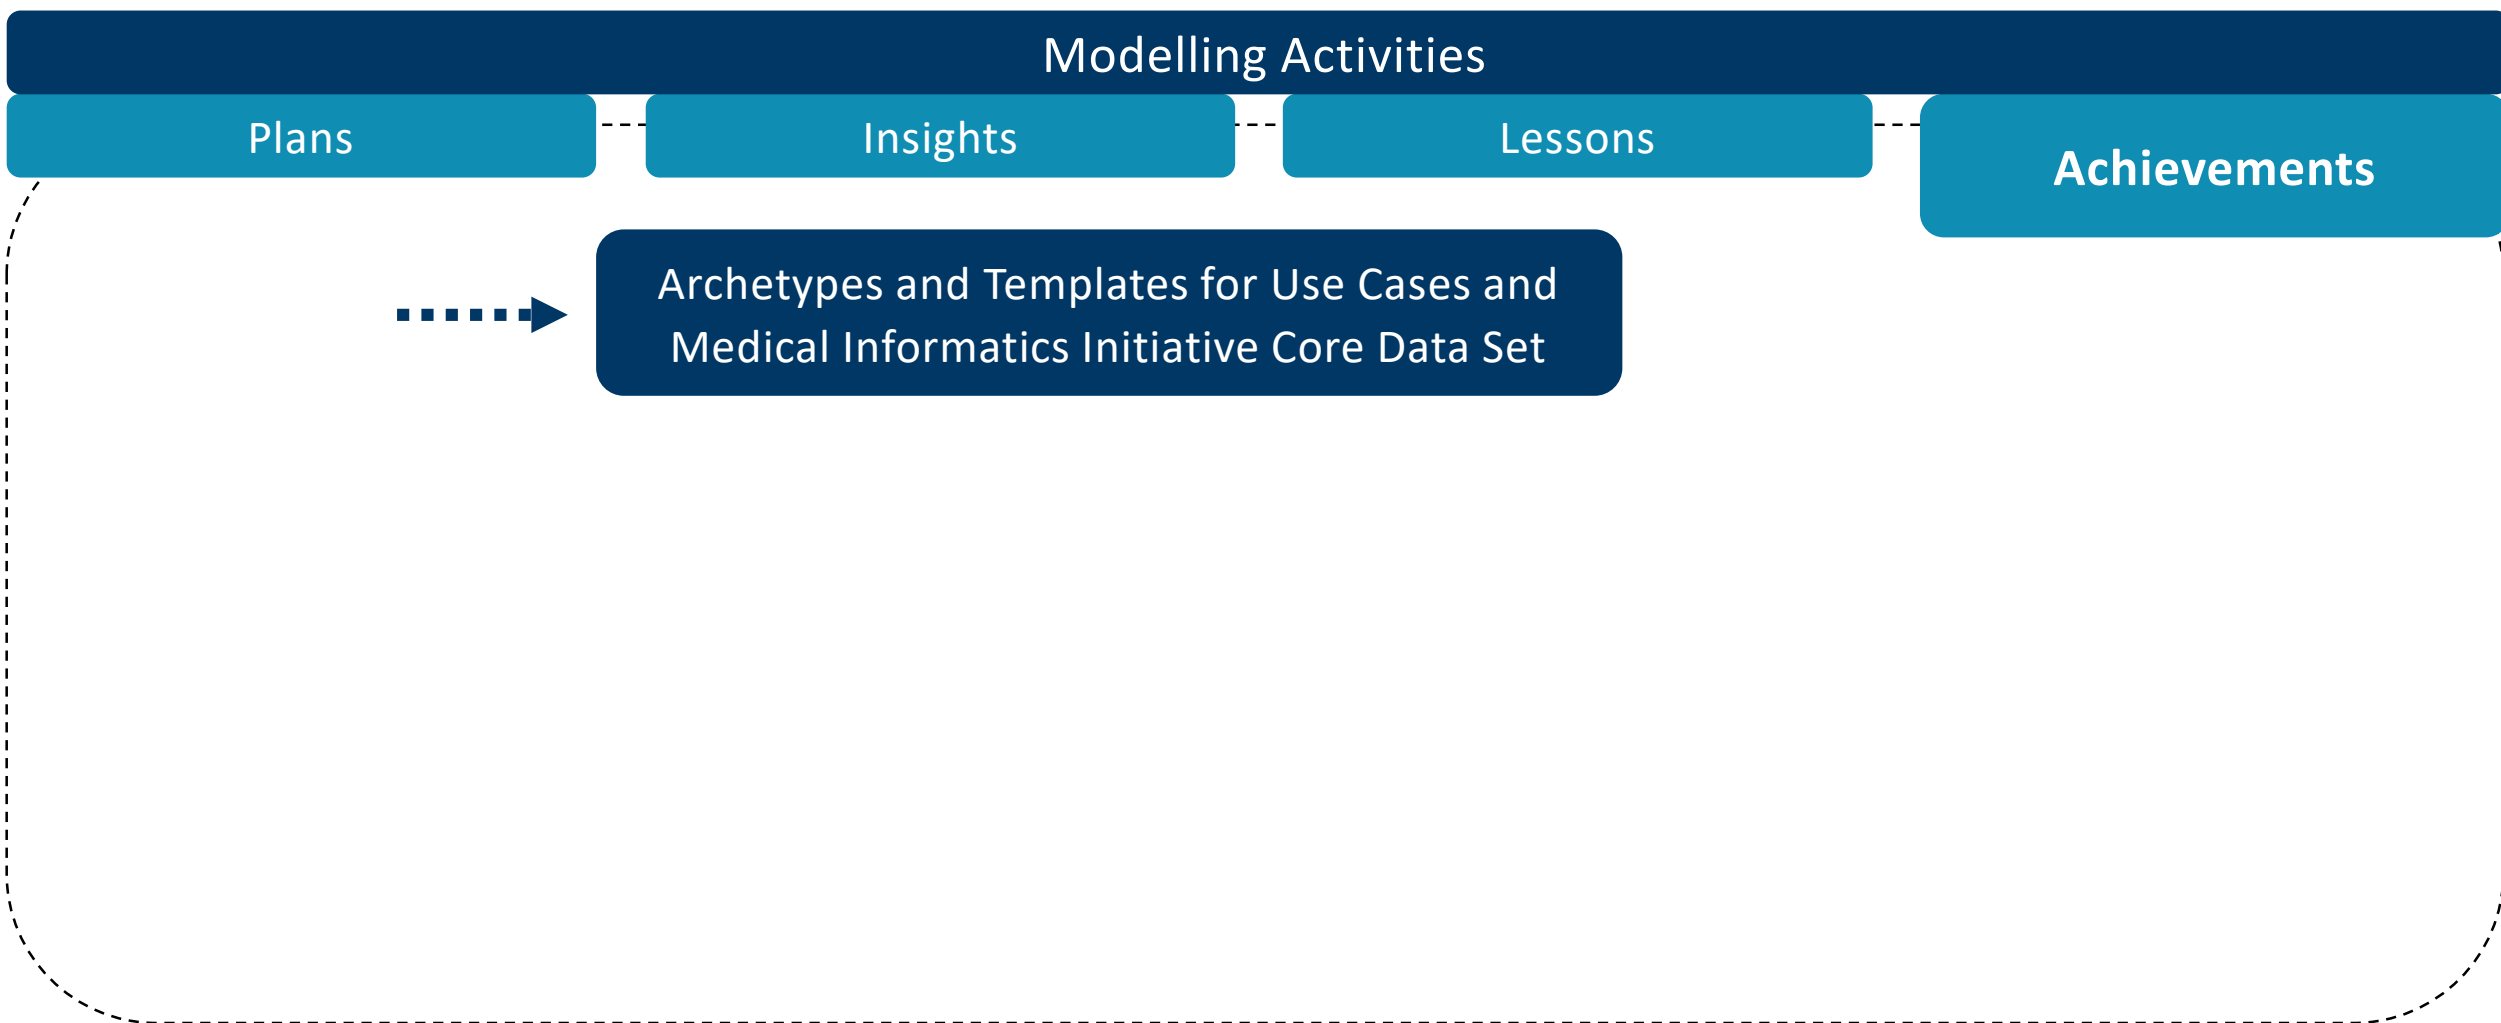 Modelling Activities
Plans
Insights
Lessons
Achievements
Archetypes and Templates for Use Cases and
Medical Informatics Initiative Core Data Set